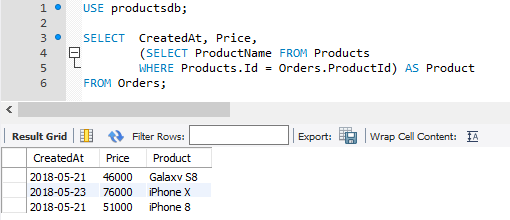 1 USE productsdb;
2
3 SELECT CreatedAt, Price,
4 (SELECT ProductName FROM Products
5 WHERE Products.Id = Orders.ProductId) AS Product
6 FROM Orders;
Result Grid Filter Rows: Export: Wrap Cell Content: IA
CreatedAt Price Product
2018-05-21 46000 Galaxy S8
2018-05-23 76000 iPhone X
2018-05-21 51000 iPhone 8